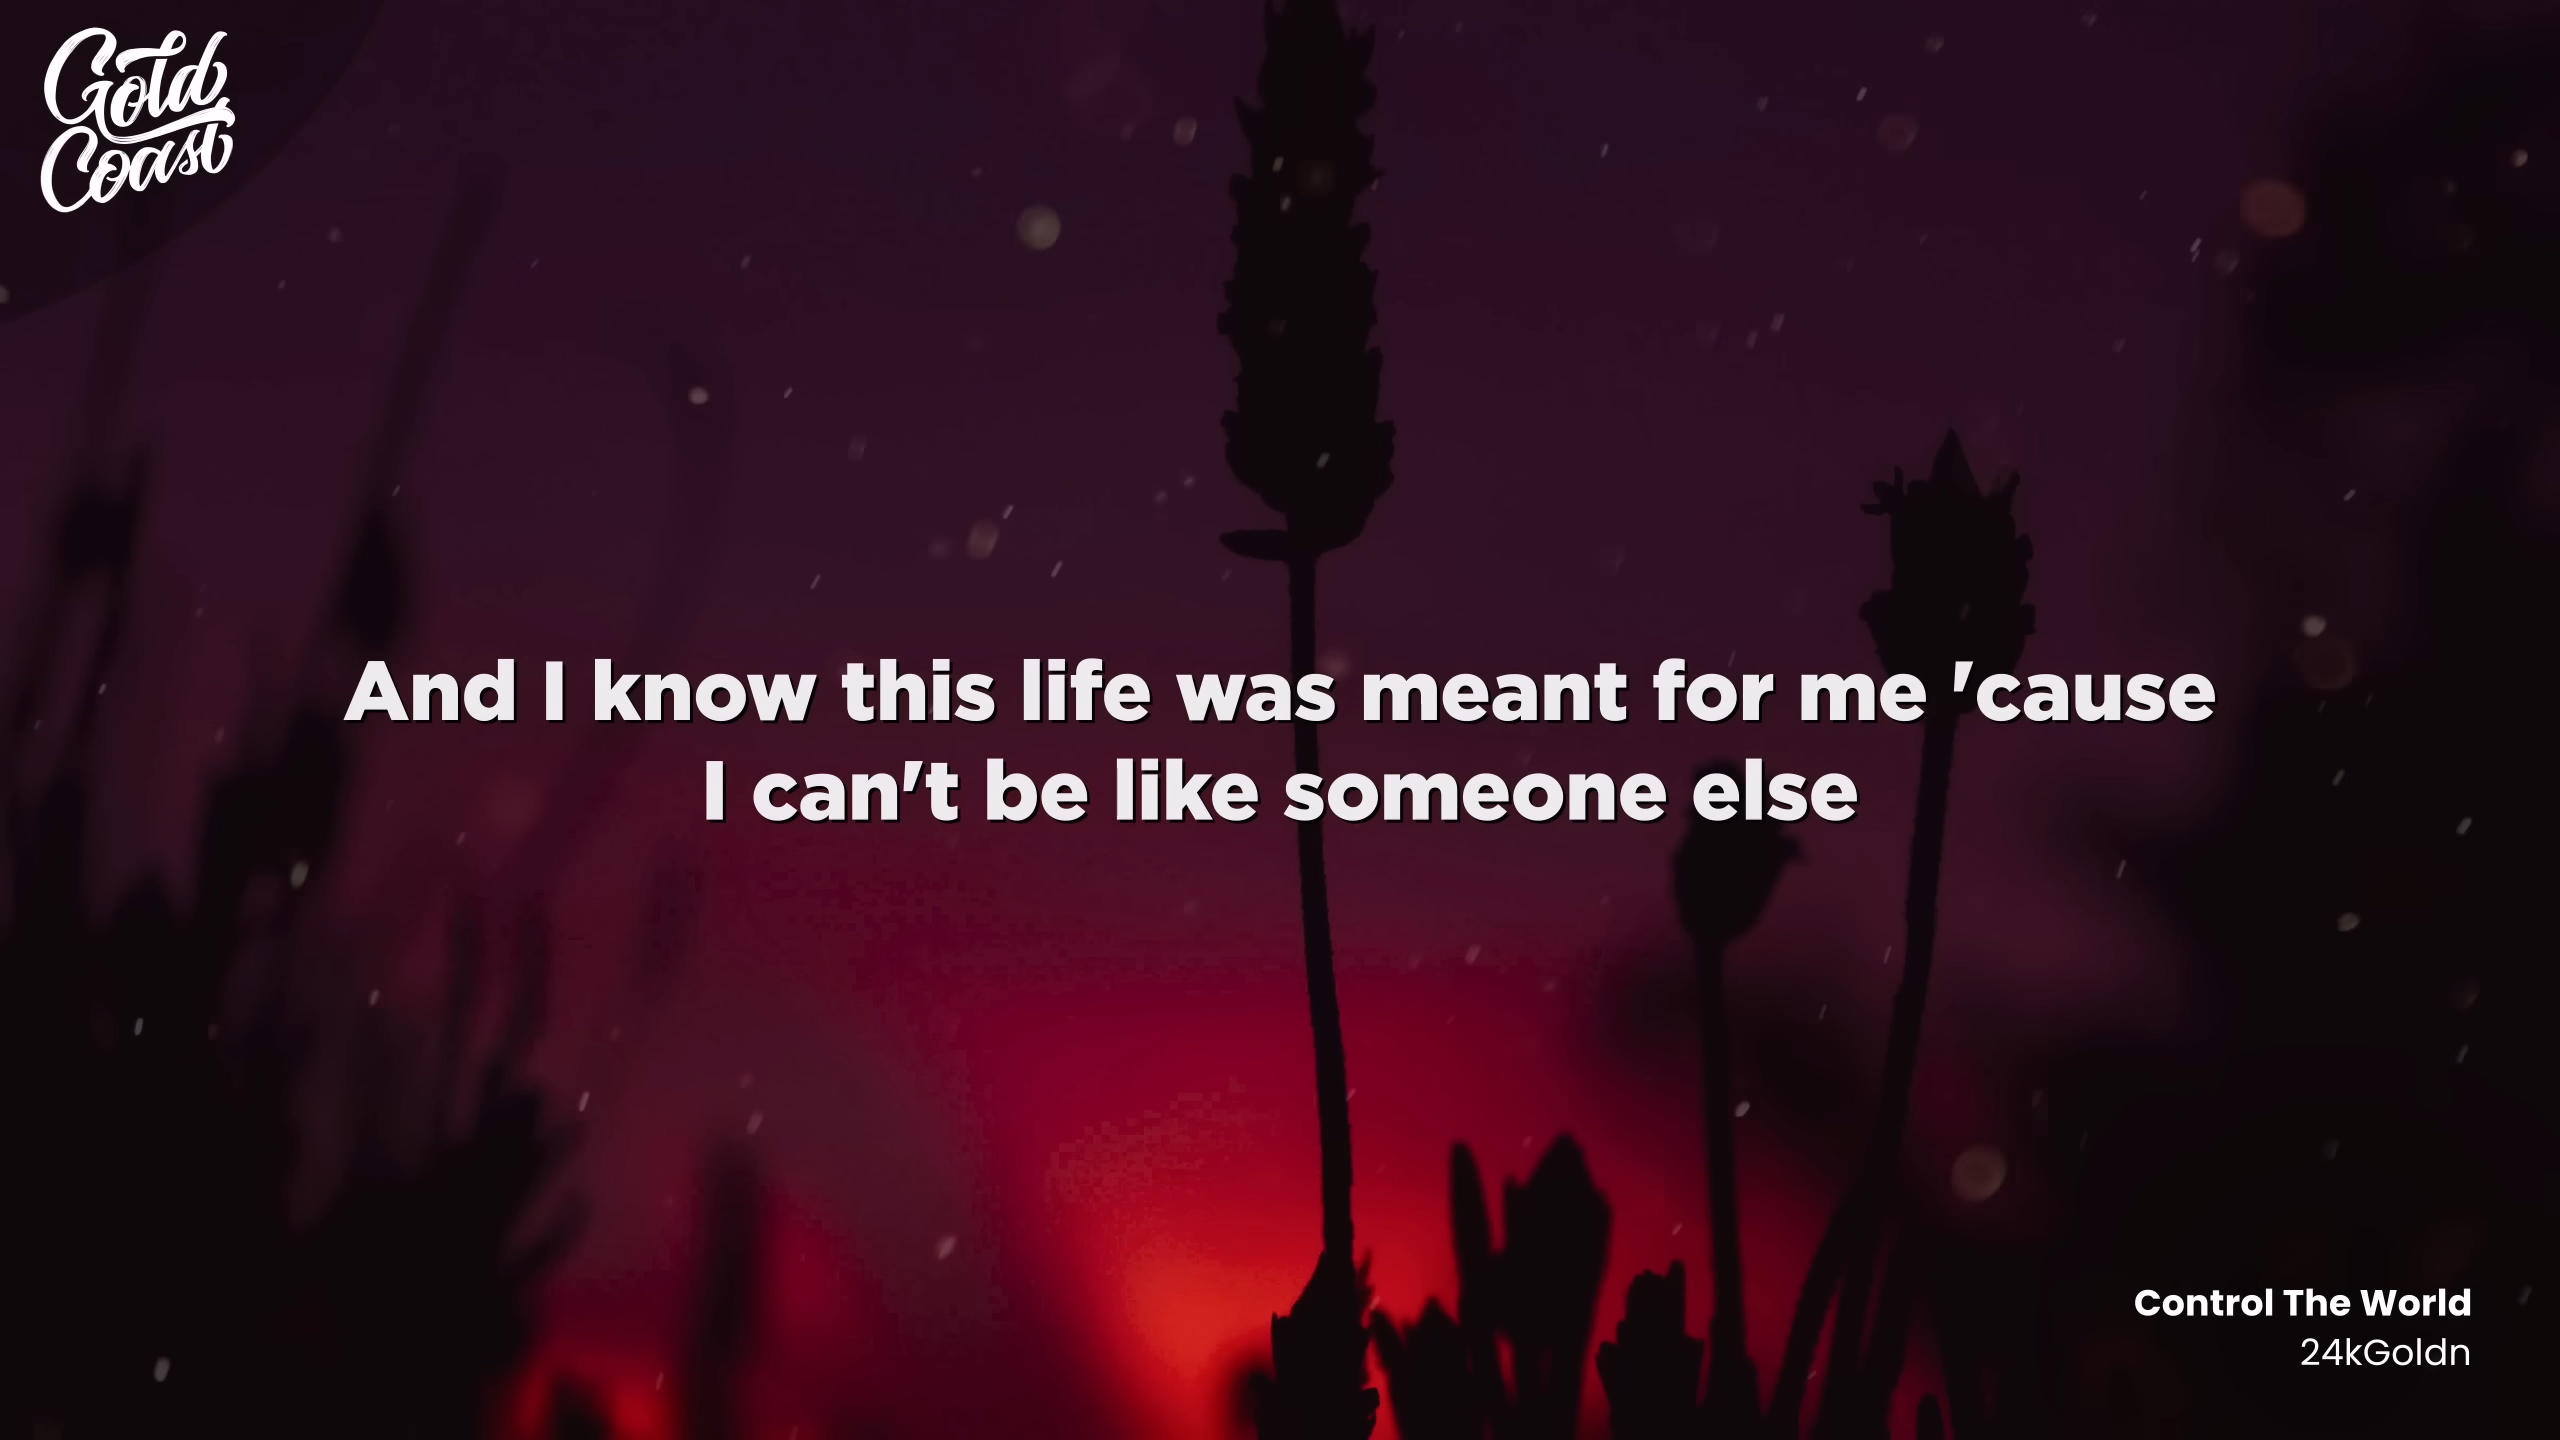 Gold
Coast
And I know this life was meant for me 'cause
I can't be like someone else
Control The World
24kGoldn